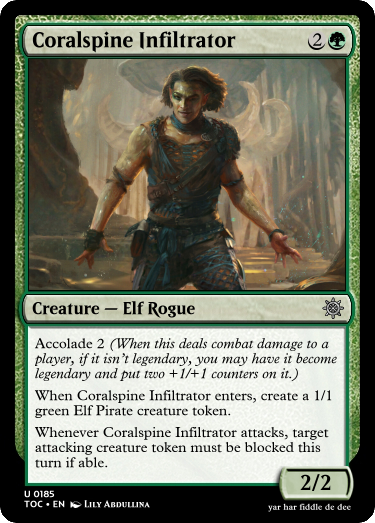 Coralspine Infiltrator 2
Creature — Elf Rogue
Accolade 2 (When this deals combat damage to a
player, if it isn't legendary, you may have it become
legendary and put two +1/+1 counters on it.)
When Coralspine Infiltrator enters, create a 1/1
green Elf Pirate creature token.
Whenever Coralspine Infiltrator attacks, target
attacking creature token must be blocked this
turn if able.
2/2
U 0185
TOC • EN Lily Abdullina
yar har fiddle de dee